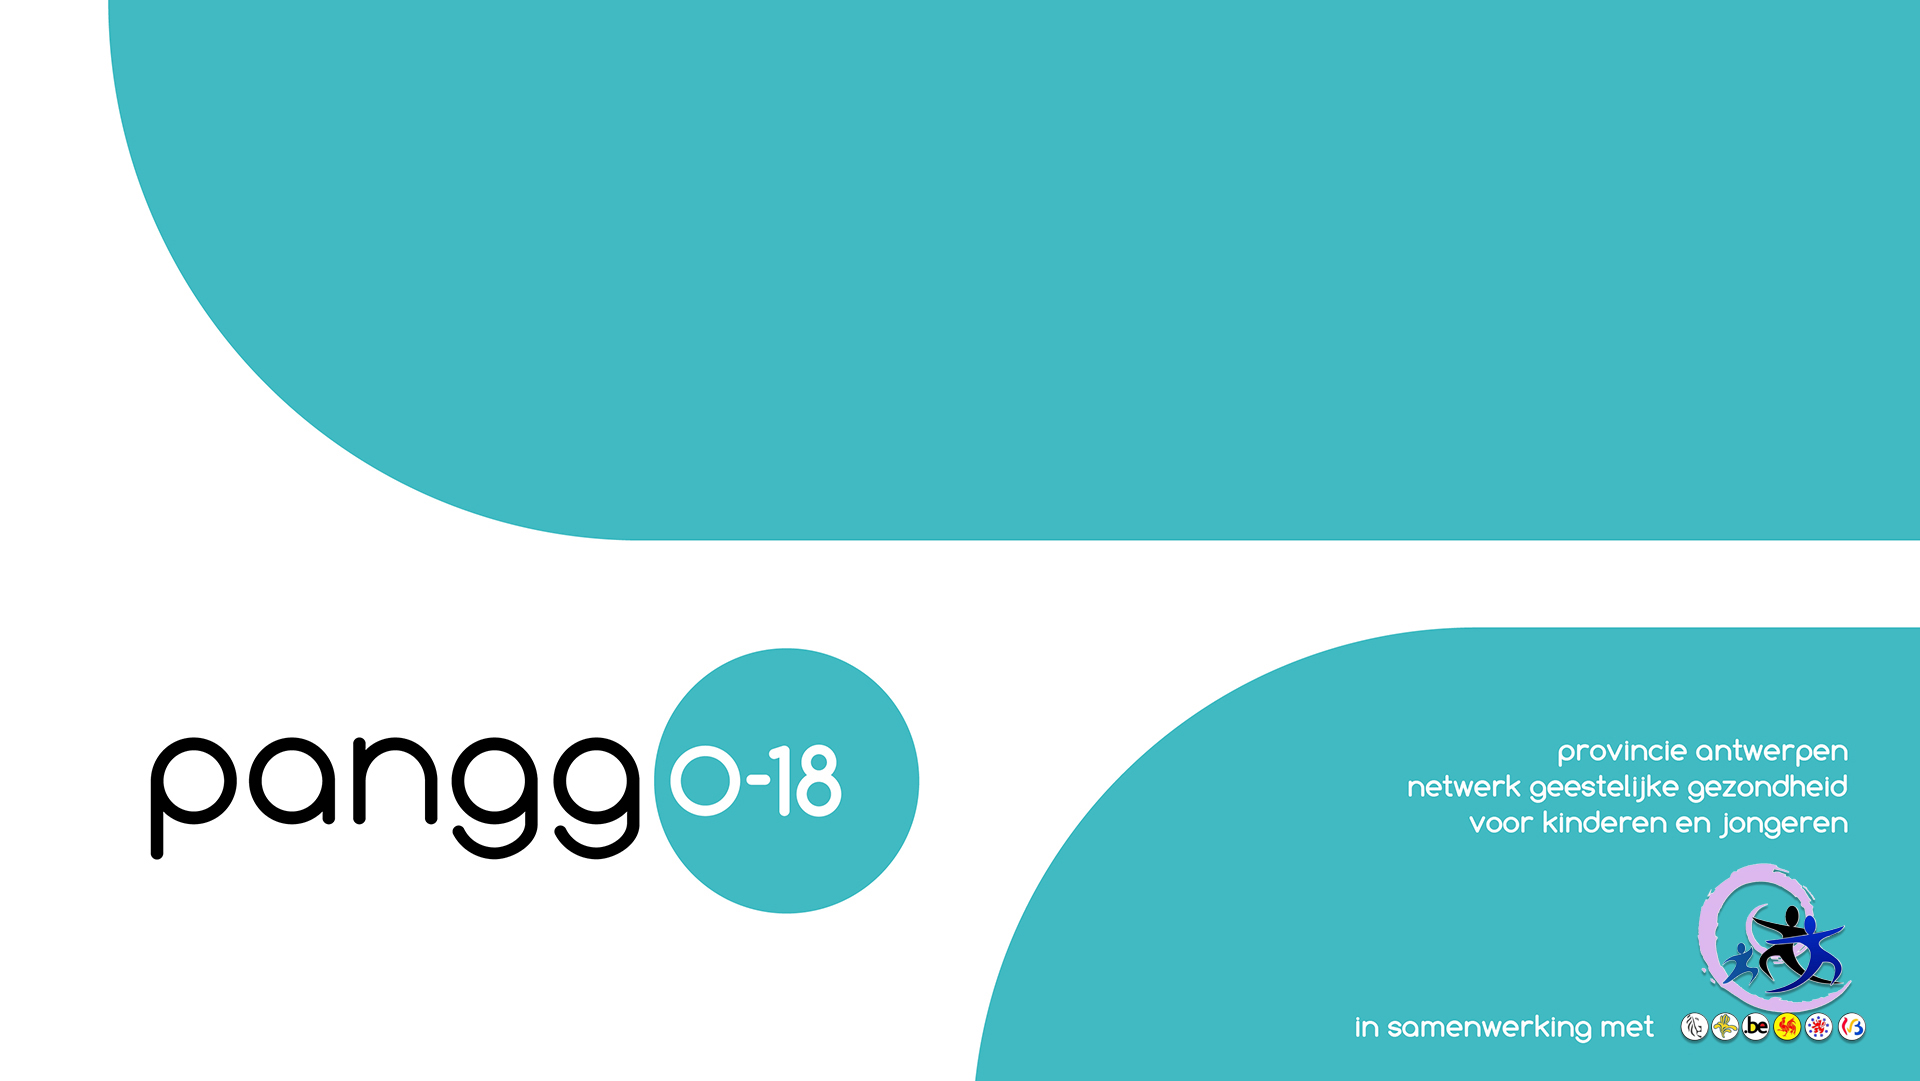 pangg 0-18
provincie antwerpen
netwerk geestelijke gezondheid
voor kinderen en jongeren
in samenwerking met
.be